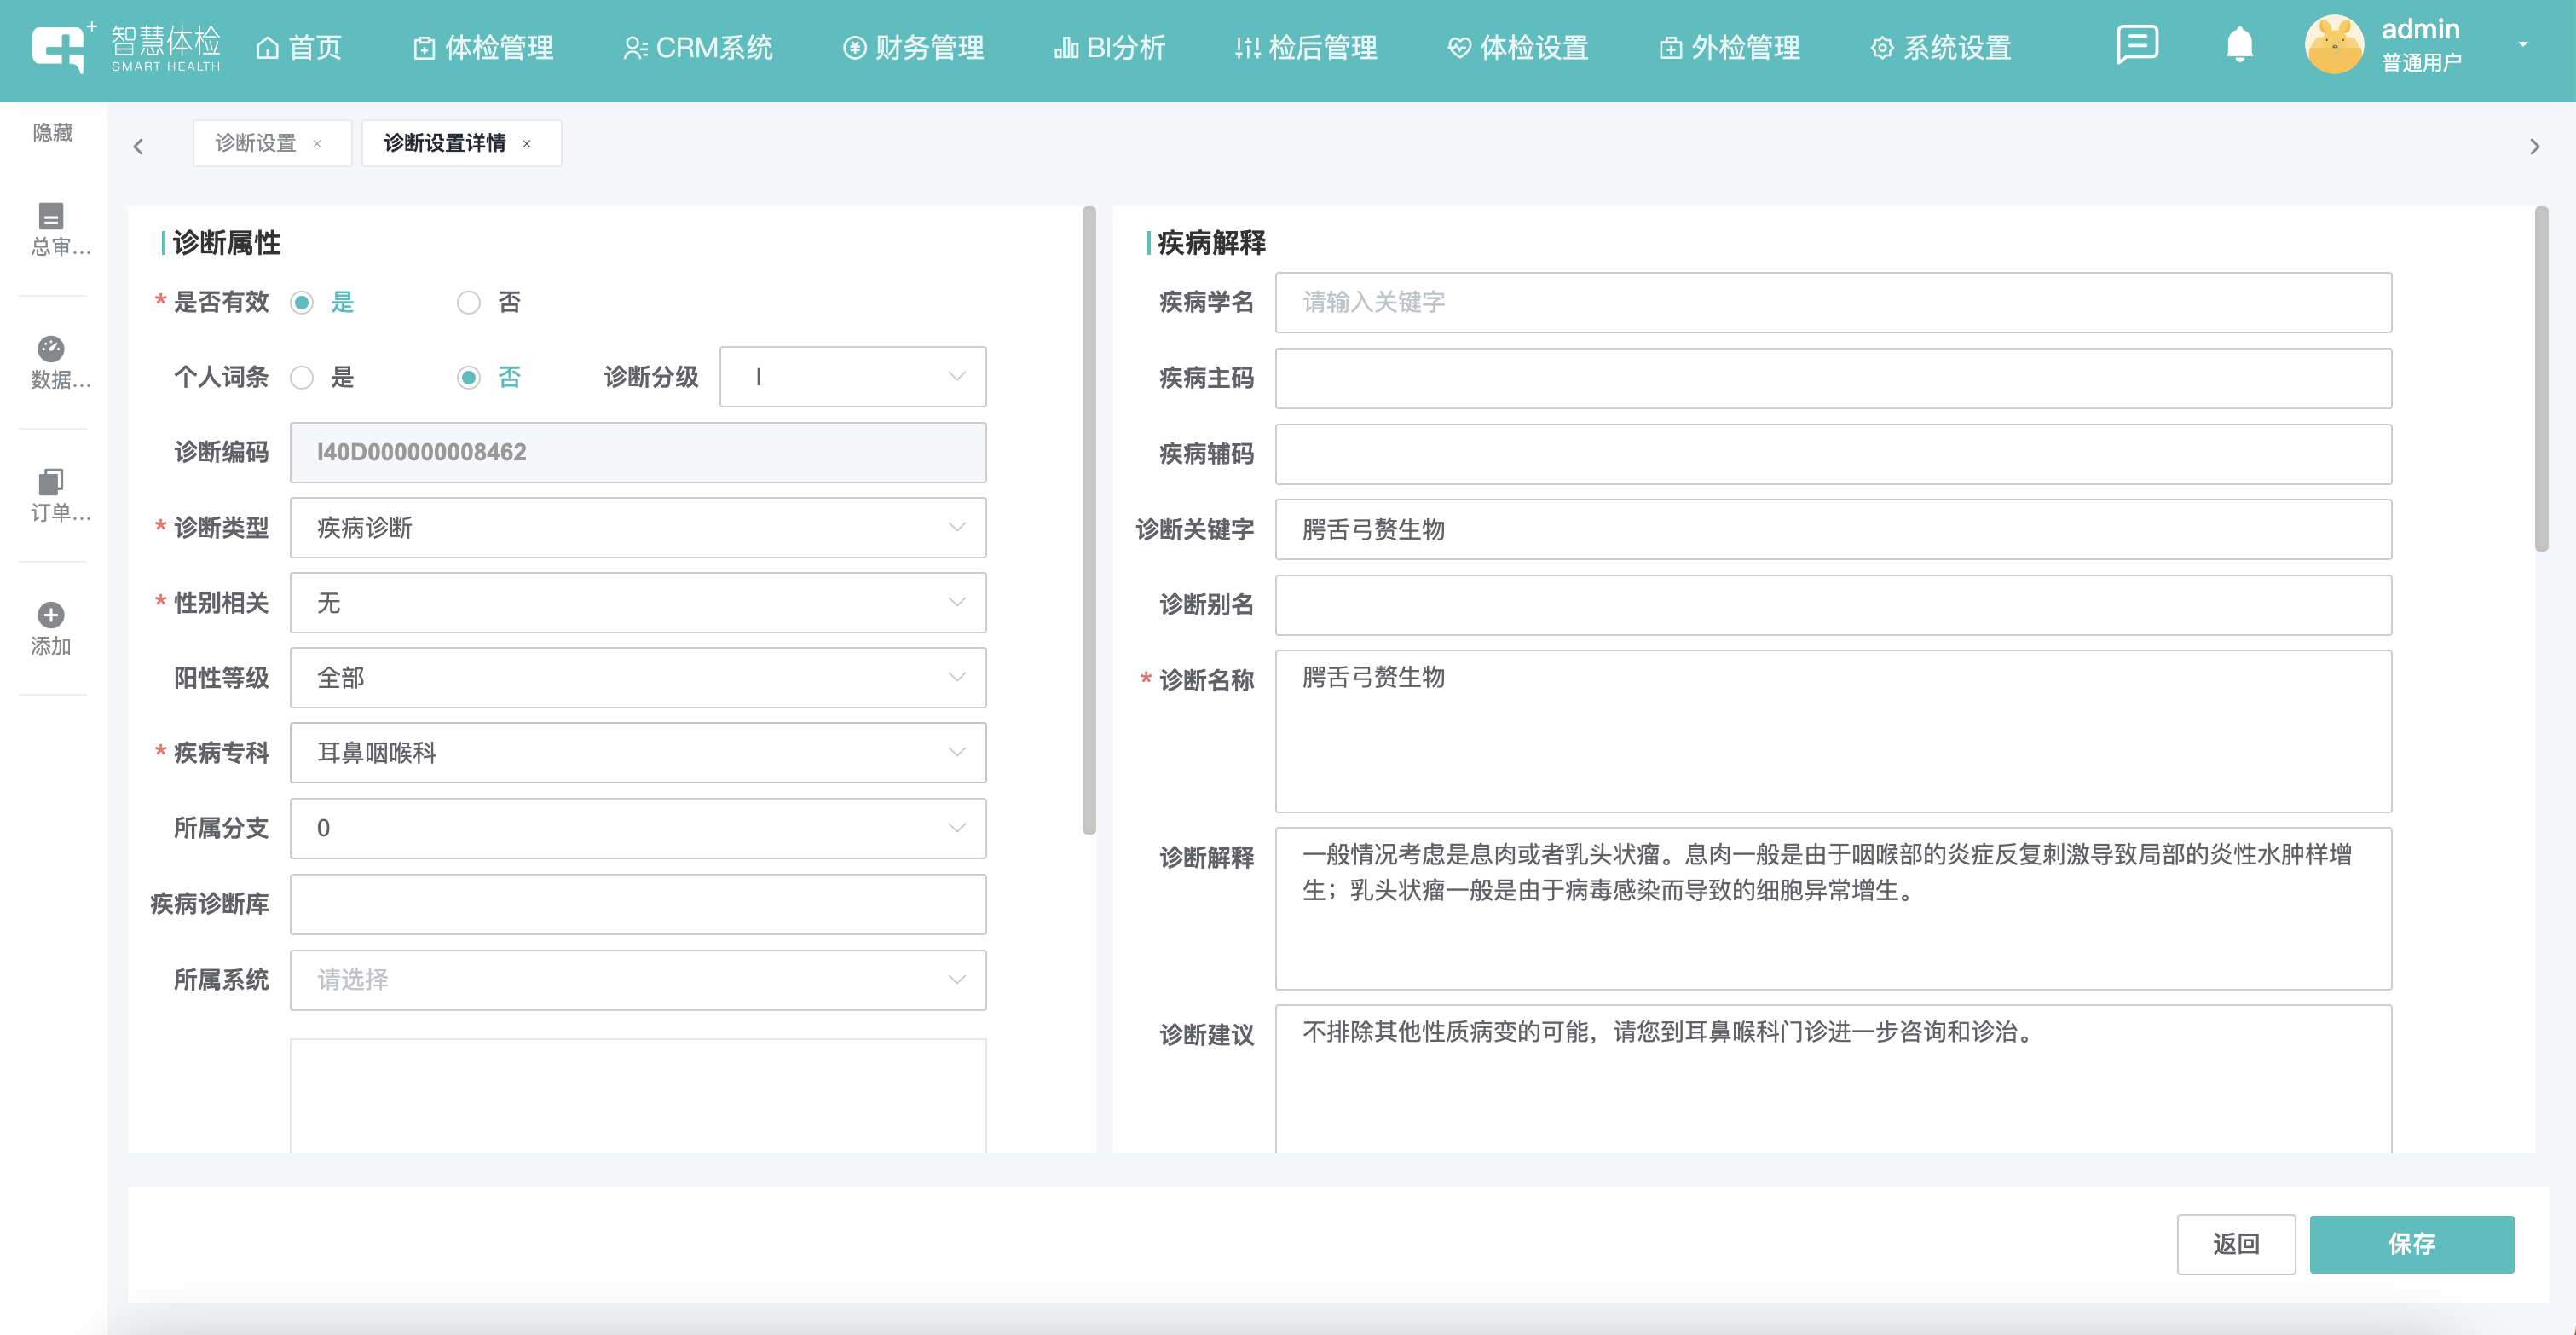 智慧体检
SMART HEALTH
首页
体检管理
CRM系统
财务管理
BI分析
检后管理
体检设置
外检管理
系统设置
admin
普通用户
隐藏
总审...
数据...
订单...
添加
诊断设置 ×
诊断设置详情 ×
诊断属性
* 是否有效 是 否
个人词条 是 否 诊断分级 I
诊断编码 I40D000000008462
* 诊断类型 疾病诊断
* 性别相关 无
阳性等级 全部
* 疾病专科 耳鼻咽喉科
所属分支 0
疾病诊断库
所属系统 请选择
疾病解释
疾病学名 请输入关键字
疾病主码
疾病辅码
诊断关键字 腭舌弓赘生物
诊断别名
* 诊断名称 腭舌弓赘生物
诊断解释 一般情况考虑是息肉或者乳头状瘤。息肉一般是由于咽喉部的炎症反复刺激导致局部的炎性水肿样增
生；乳头状瘤一般是由于病毒感染而导致的细胞异常增生。
诊断建议 不排除其他性质病变的可能，请您到耳鼻喉科门诊进一步咨询和诊治。
返回
保存